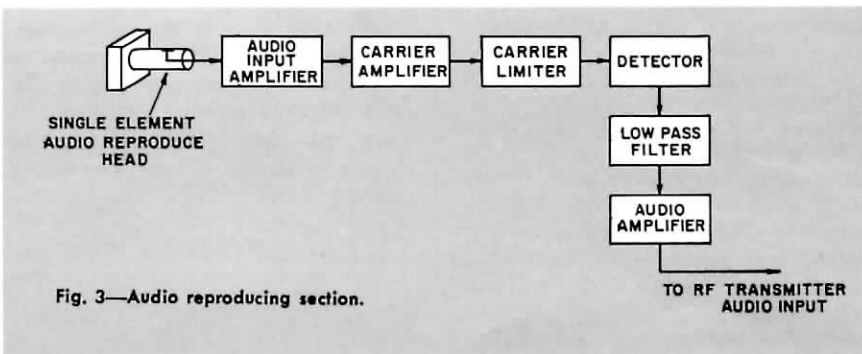 SINGLE ELEMENT
AUDIO REPRODUCE
HEAD
AUDIO
INPUT
AMPLIFIER
CARRIER
AMPLIFIER
CARRIER
LIMITER
DETECTOR
LOW PASS
FILTER
AUDIO
AMPLIFIER
TO RF TRANSMITTER
AUDIO INPUT
Fig. 3—Audio reproducing section.